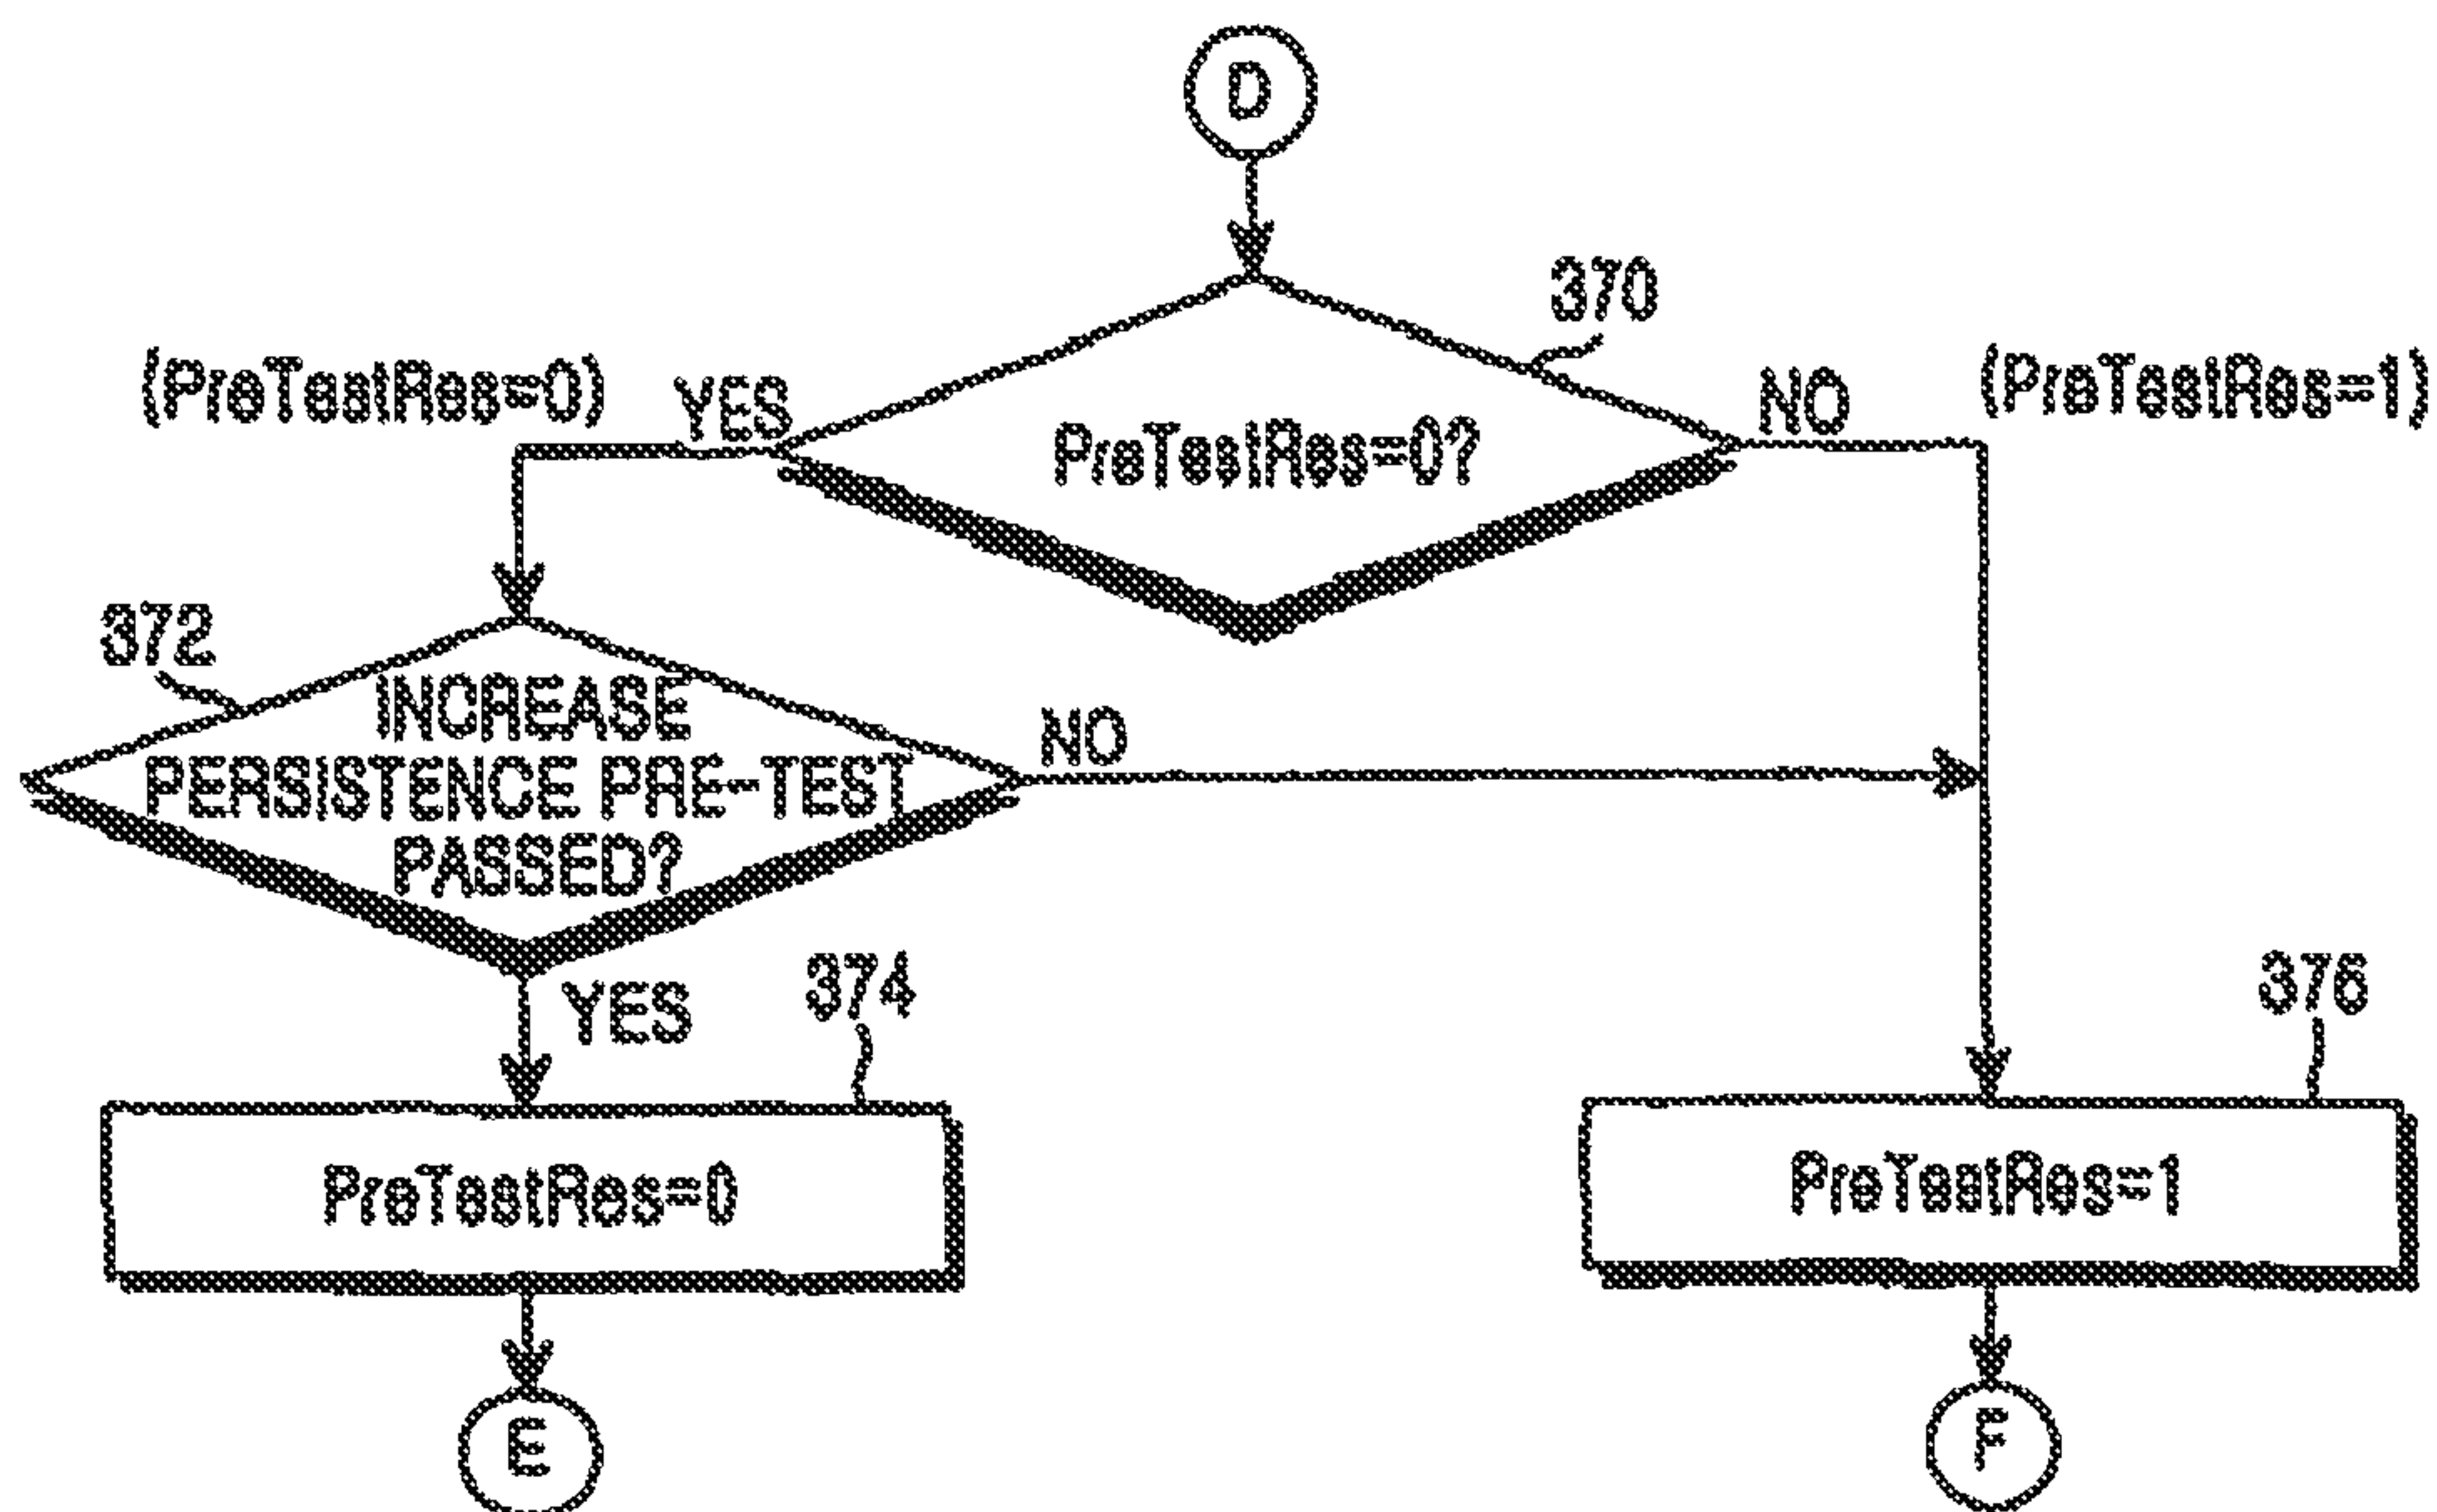 D
370
(PreTestRes=0)
YES
PreTestRes=0?
NO
(PreTestRes=1)
372
INCREASE
PERSISTENCE PRE-TEST
PASSED?
NO
YES
374
376
PreTestRes=0
PreTestRes=1
E
F